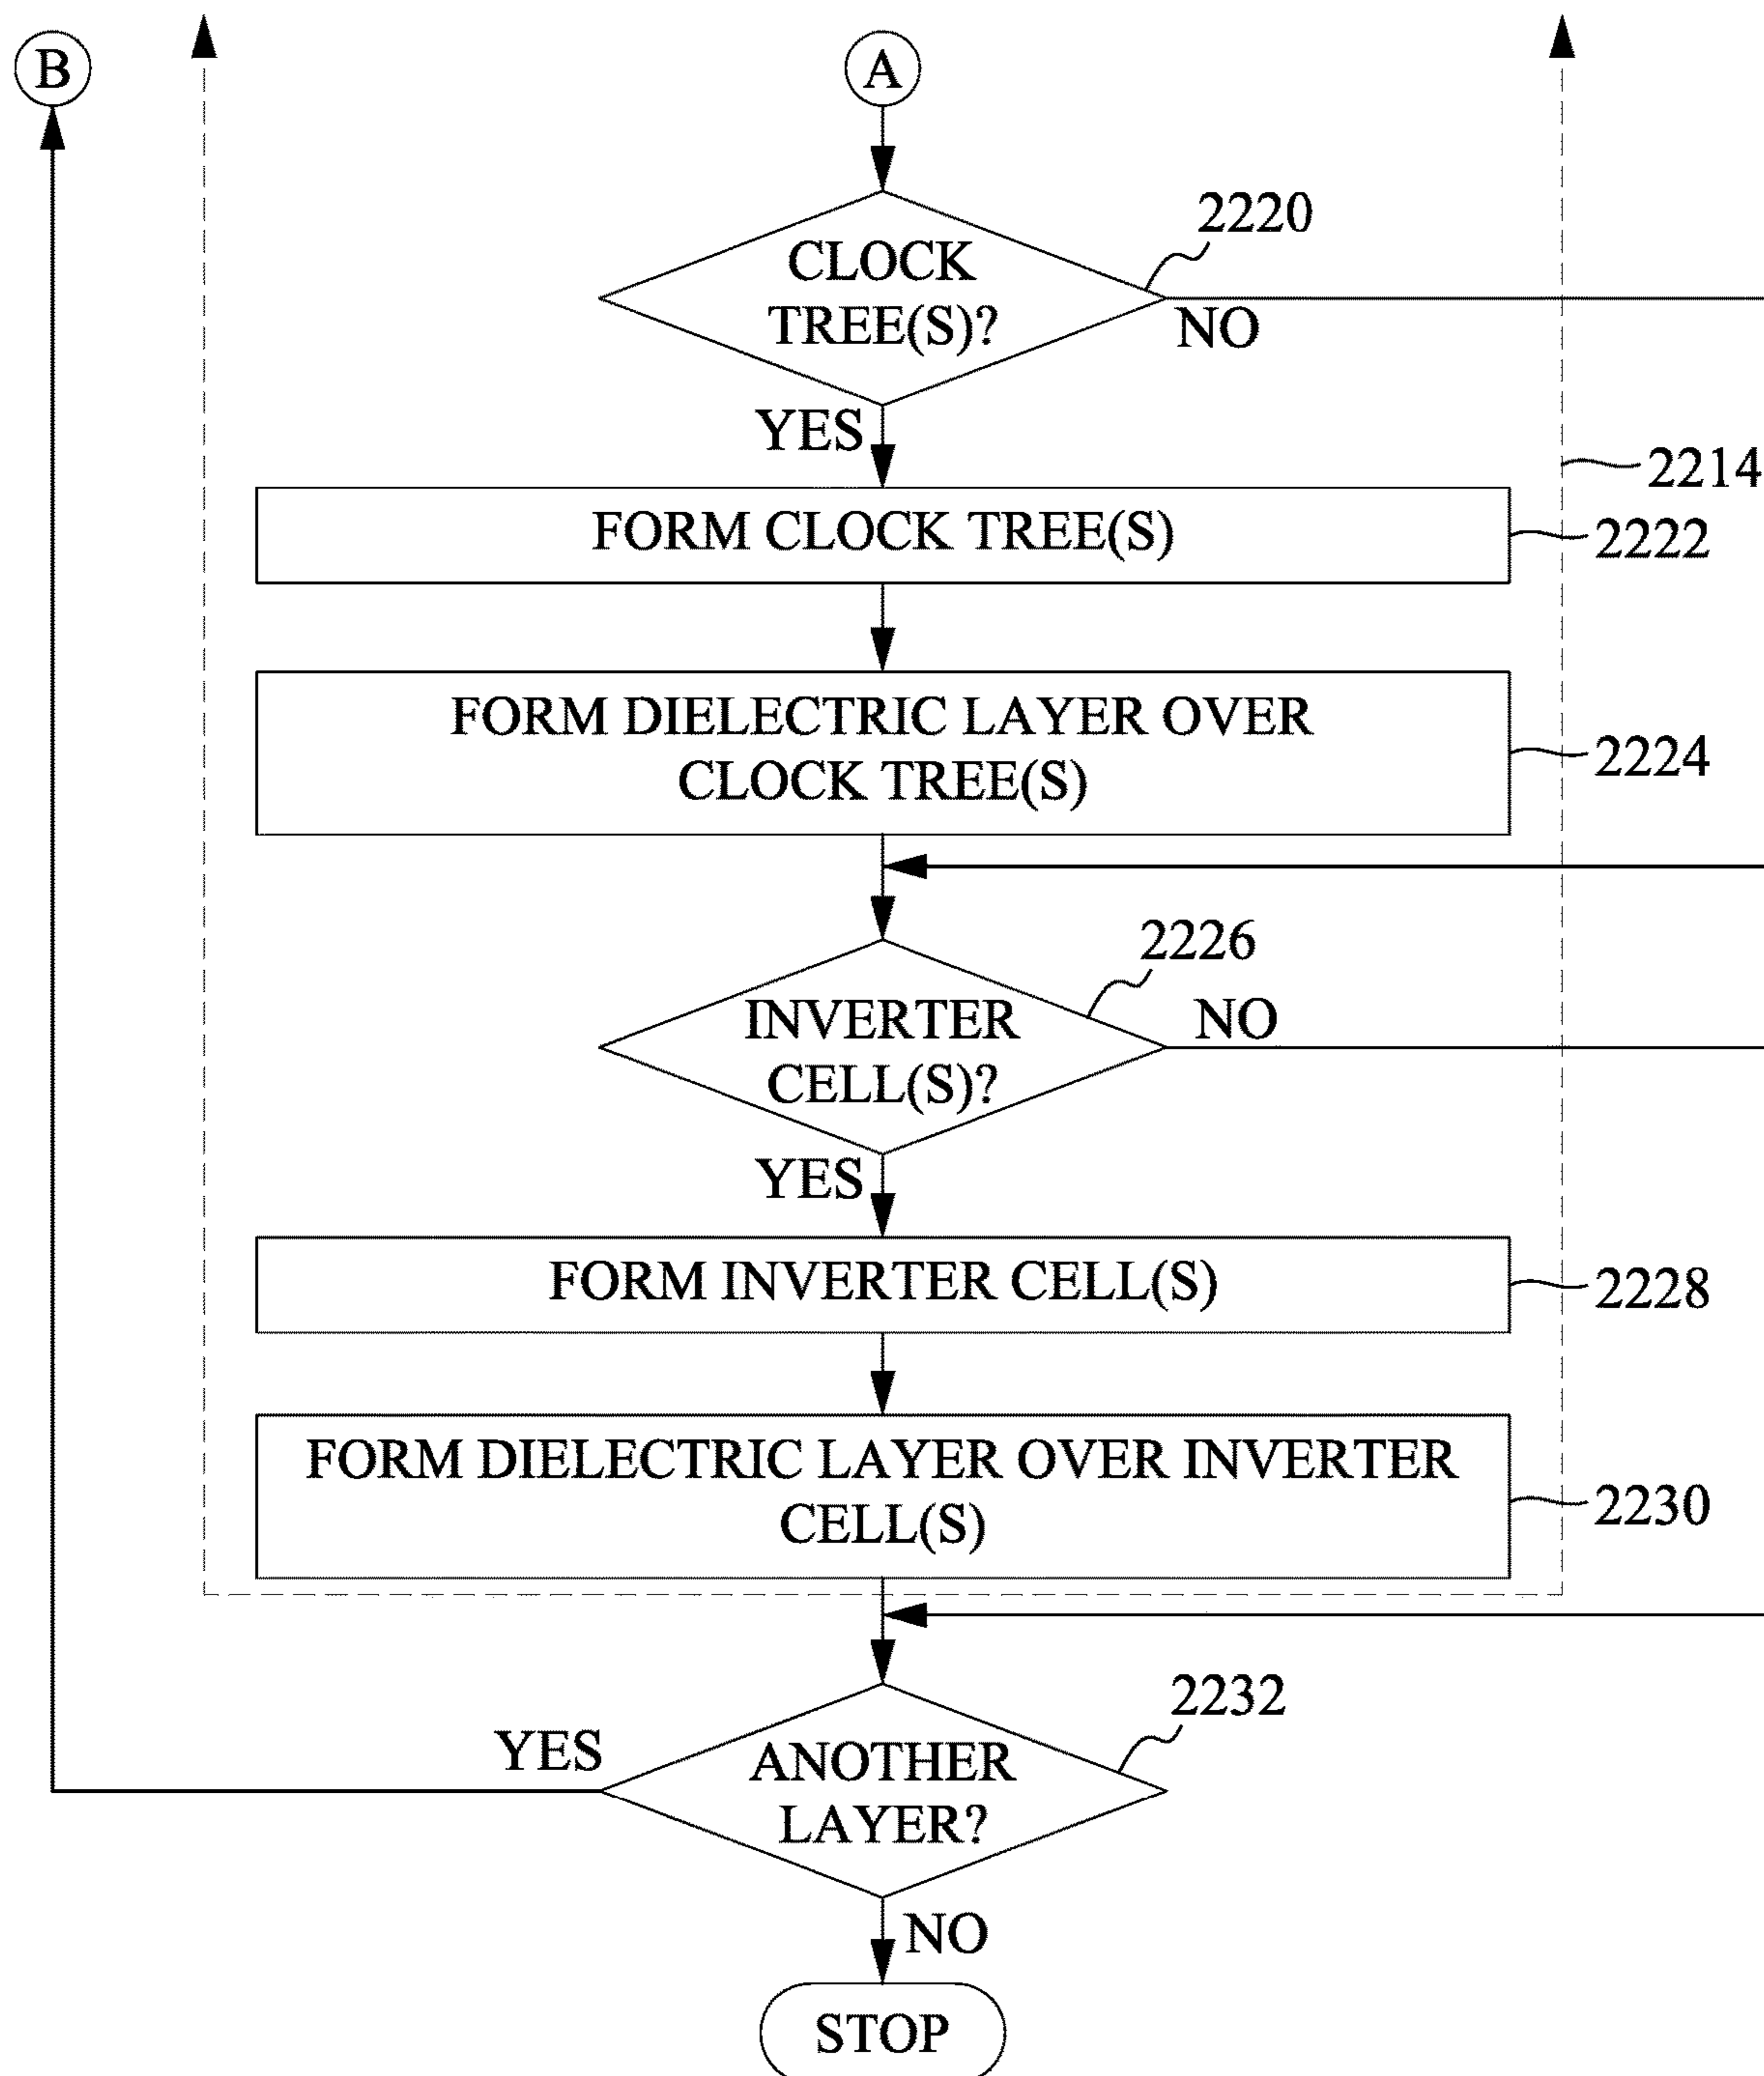 B
A
2220
CLOCK
TREE(S)?
NO
YES
2214
FORM CLOCK TREE(S)
2222
FORM DIELECTRIC LAYER OVER
CLOCK TREE(S)
2224
2226
INVERTER
CELL(S)?
NO
YES
FORM INVERTER CELL(S)
2228
FORM DIELECTRIC LAYER OVER INVERTER
CELL(S)
2230
2232
YES
ANOTHER
LAYER?
NO
STOP